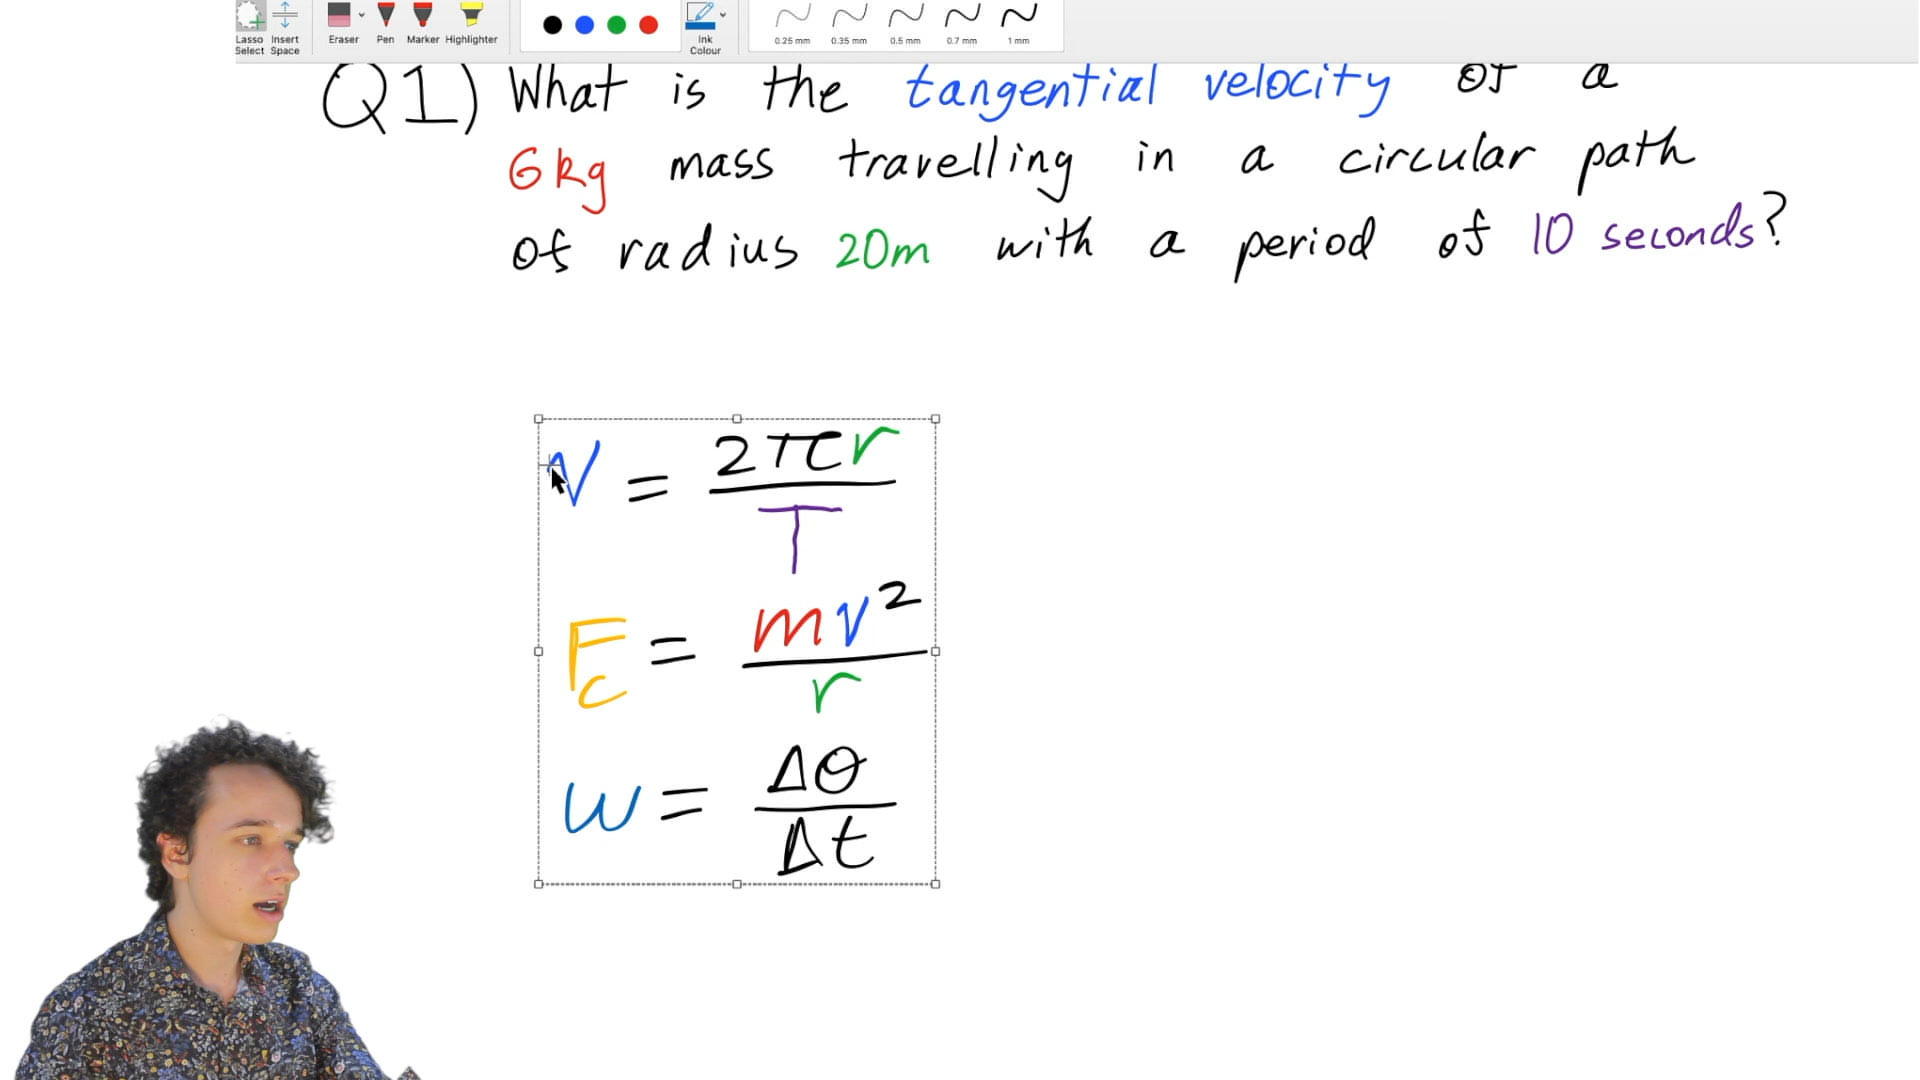 Lasso Select Insert Space Eraser Pen Marker Highlighter Ink Colour 0.25 mm 0.35 mm 0.5 mm 0.7 mm 1 mm
Q1) What is the tangential velocity of a
6kg mass travelling in a circular path
of radius 20m with a period of 10 seconds?
V = 2πr / T
Fc = mv² / r
ω = Δθ / Δt